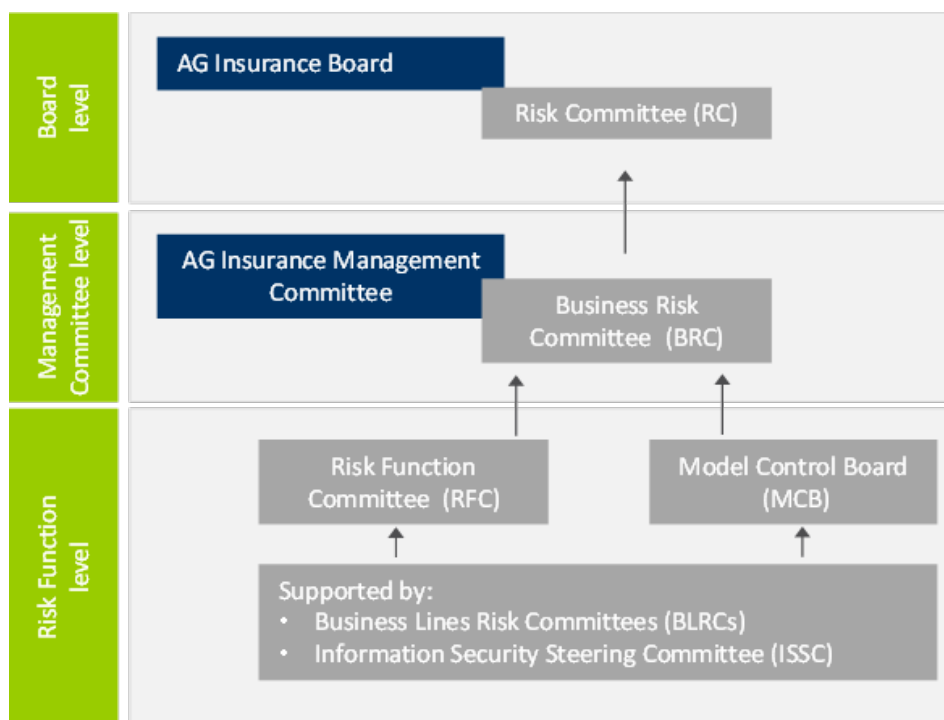 Board
level
AG Insurance Board
Risk Committee (RC)
Management
Committee level
AG Insurance Management
Committee
Business Risk
Committee (BRC)
Risk Function
level
Risk Function
Committee (RFC)
Model Control Board
(MCB)
Supported by:
• Business Lines Risk Committees (BLRCs)
• Information Security Steering Committee (ISSC)